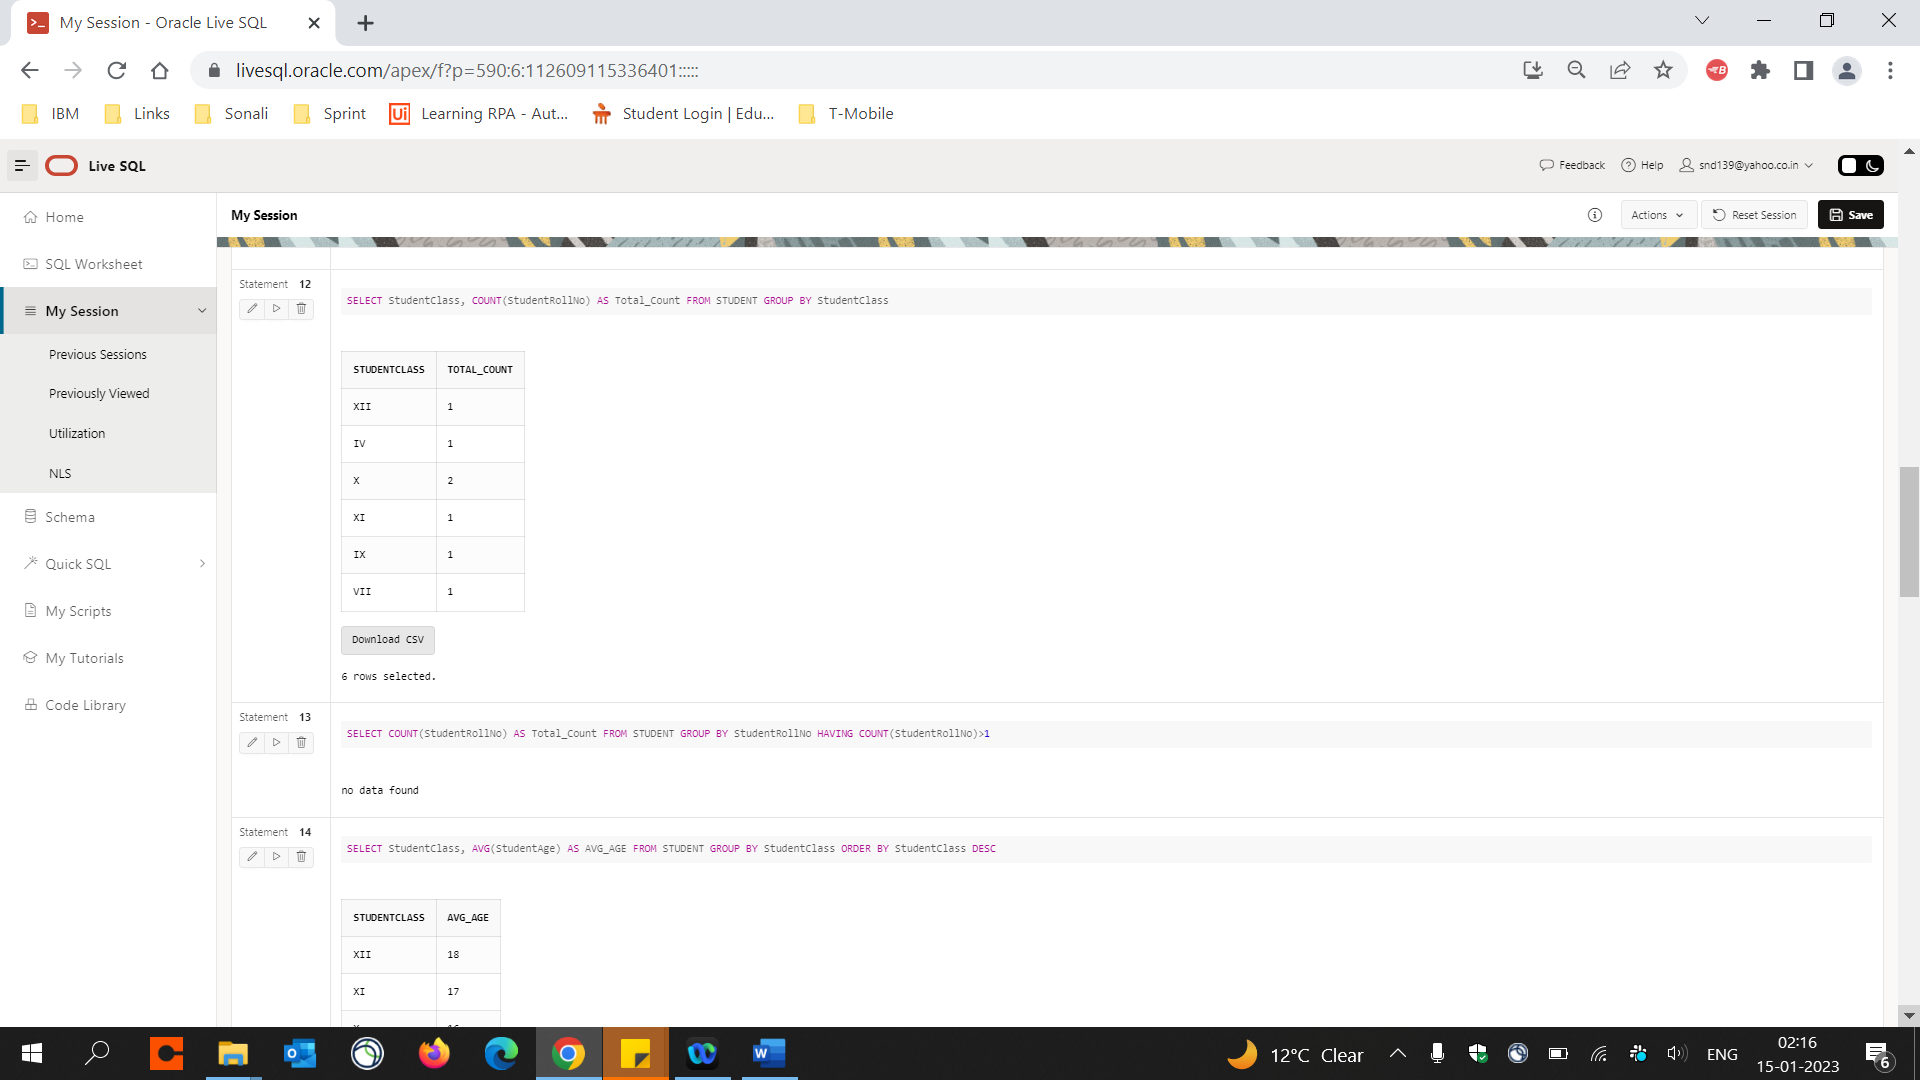 My Session - Oracle Live SQL
livesql.oracle.com/apex/f?p=590:6:112609115336401:::::
IBM Links Sonali Sprint Learning RPA - Aut... Student Login | Edu... T-Mobile
Live SQL
Feedback Help snd139@yahoo.co.in
Home
SQL Worksheet
My Session
Previous Sessions
Previously Viewed
Utilization
NLS
Schema
Quick SQL
My Scripts
My Tutorials
Code Library
My Session
Actions Reset Session Save
Statement 12
SELECT StudentClass, COUNT(StudentRollNo) AS Total_Count FROM STUDENT GROUP BY StudentClass
STUDENTCLASS TOTAL_COUNT
XII 1
IV 1
X 2
XI 1
IX 1
VII 1
Download CSV
6 rows selected.
Statement 13
SELECT COUNT(StudentRollNo) AS Total_Count FROM STUDENT GROUP BY StudentRollNo HAVING COUNT(StudentRollNo)>1
no data found
Statement 14
SELECT StudentClass, AVG(StudentAge) AS AVG_AGE FROM STUDENT GROUP BY StudentClass ORDER BY StudentClass DESC
STUDENTCLASS AVG_AGE
XII 18
XI 17
12°C Clear
ENG
02:16
15-01-2023
6